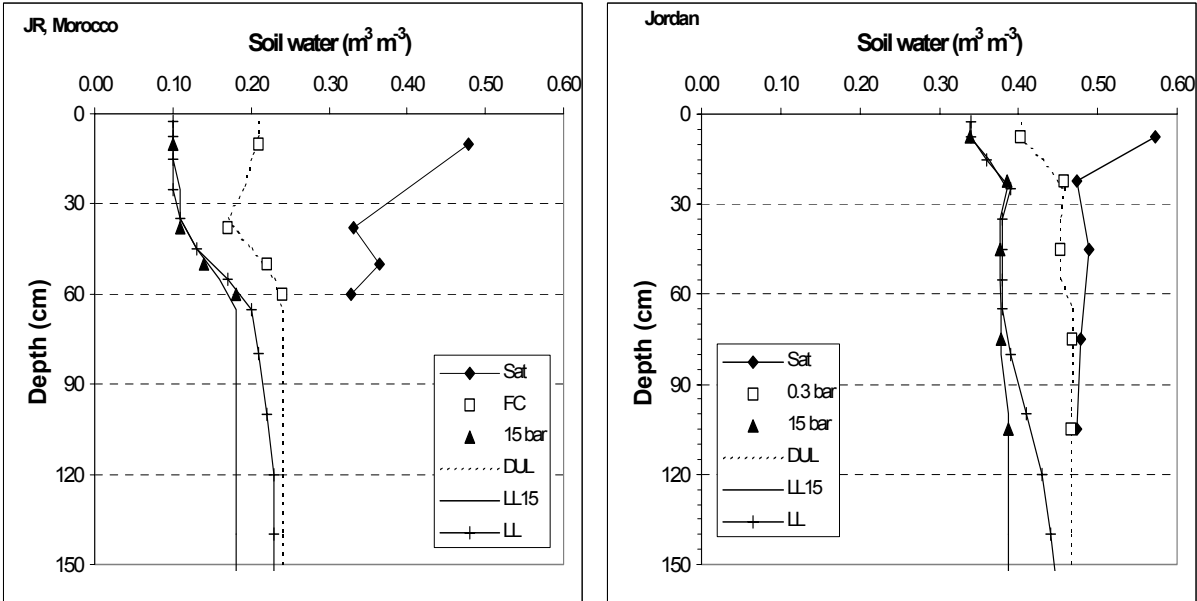 JR, Morocco
Soil water (m³ m⁻³)
0.00 0.10 0.20 0.30 0.40 0.50 0.60
0
30
60
90
120
150
Depth (cm)
Sat
FC
15 bar
DUL
LL15
LL
Jordan
Soil water (m³ m⁻³)
0.00 0.10 0.20 0.30 0.40 0.50 0.60
0
30
60
90
120
150
Depth (cm)
Sat
0.3 bar
15 bar
DUL
LL15
LL